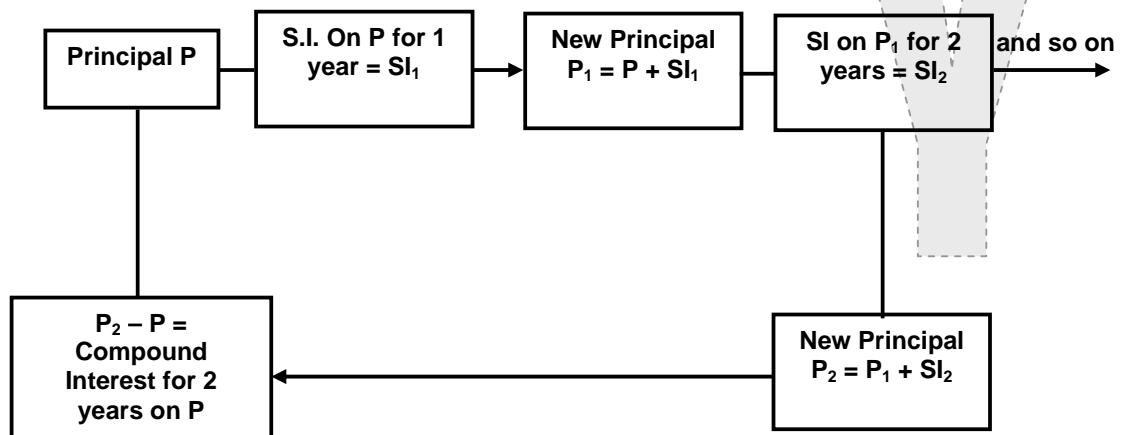 Principal P
S.I. On P for 1
year = SI₁
New Principal
P₁ = P + SI₁
SI on P₁ for 2
years = SI₂
and so on
P₂ – P =
Compound
Interest for 2
years on P
New Principal
P₂ = P₁ + SI₂